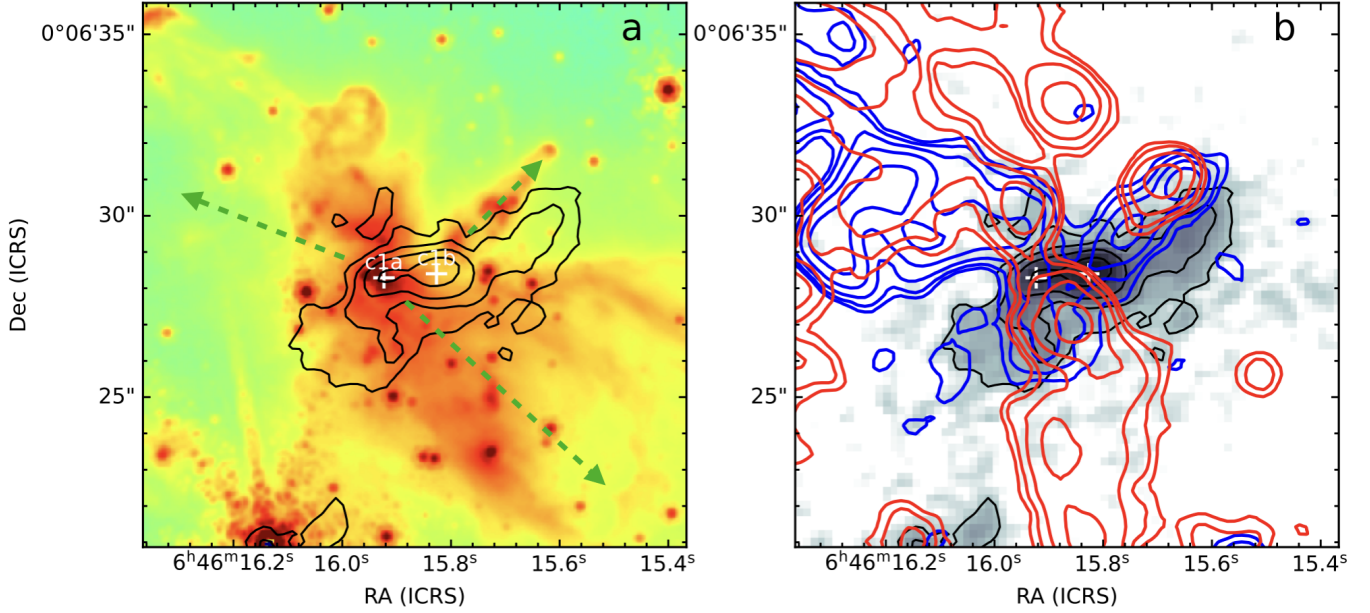 a
0°06'35"
30"
25"
Dec (ICRS)
c1a
c1b
6ʰ46ᵐ16.2ˢ
16.0ˢ
15.8ˢ
15.6ˢ
15.4ˢ
RA (ICRS)
b
0°06'35"
30"
25"
6ʰ46ᵐ16.2ˢ
16.0ˢ
15.8ˢ
15.6ˢ
15.4ˢ
RA (ICRS)